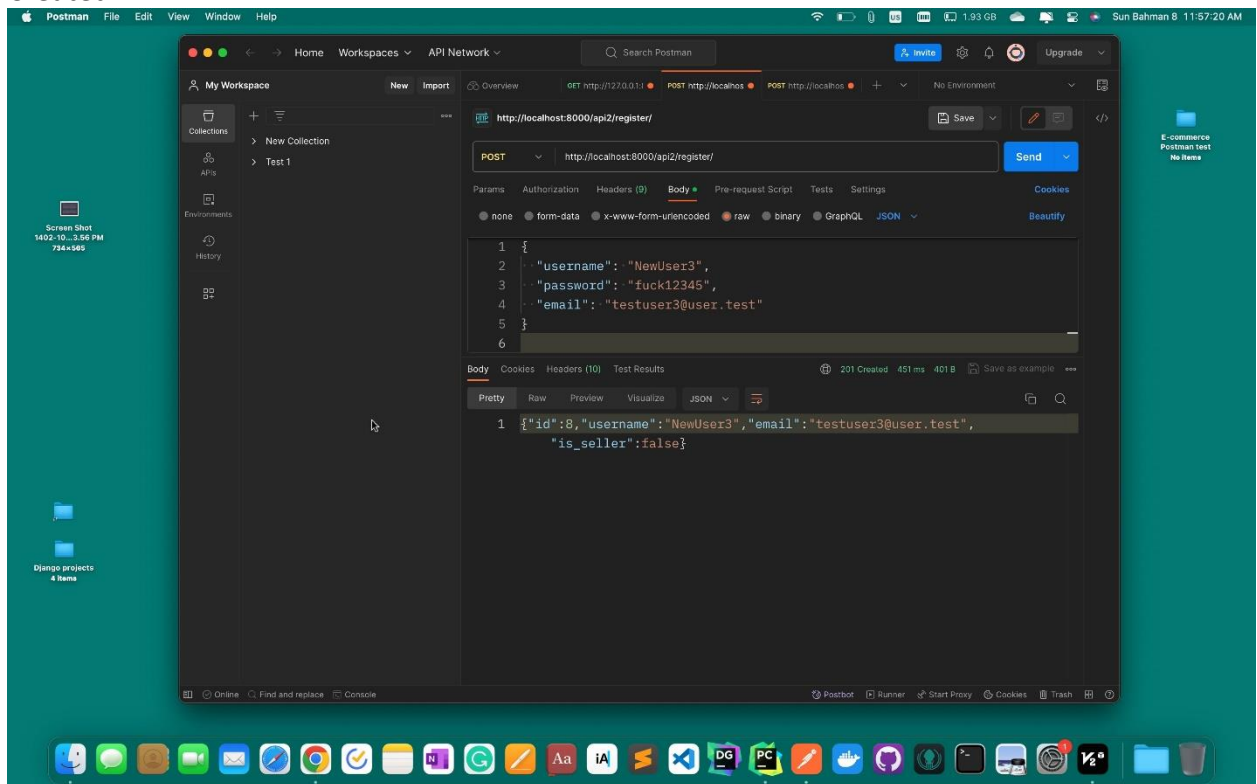 Postman File Edit View Window Help US 1.93 GB Sun Bahman 8 11:57:20 AM
Home Workspaces API Network Search Postman Invite Upgrade
My Workspace New Import Overview GET http://127.0.0.1:l POST http://localhos POST http://localhos No Environment
Collections
APIs
Environments
History
New Collection
Test 1
HTTP http://localhost:8000/api2/register/ Save
POST http://localhost:8000/api2/register/ Send
Params Authorization Headers (9) Body Pre-request Script Tests Settings Cookies
none form-data x-www-form-urlencoded raw binary GraphQL JSON Beautify
1 {
2 "username": "NewUser3",
3 "password": "fuck12345",
4 "email": "testuser3@user.test"
5 }
6
Body Cookies Headers (10) Test Results 201 Created 451 ms 401 B Save as example
Pretty Raw Preview Visualize JSON
1 {"id":8,"username":"NewUser3","email":"testuser3@user.test",
"is_seller":false}
Online Find and replace Console Postbot Runner Start Proxy Cookies Trash
Screen Shot
1402-10...3.56 PM
734×565
Django projects
4 items
E-commerce
Postman test
No items
Aa iA DG PC